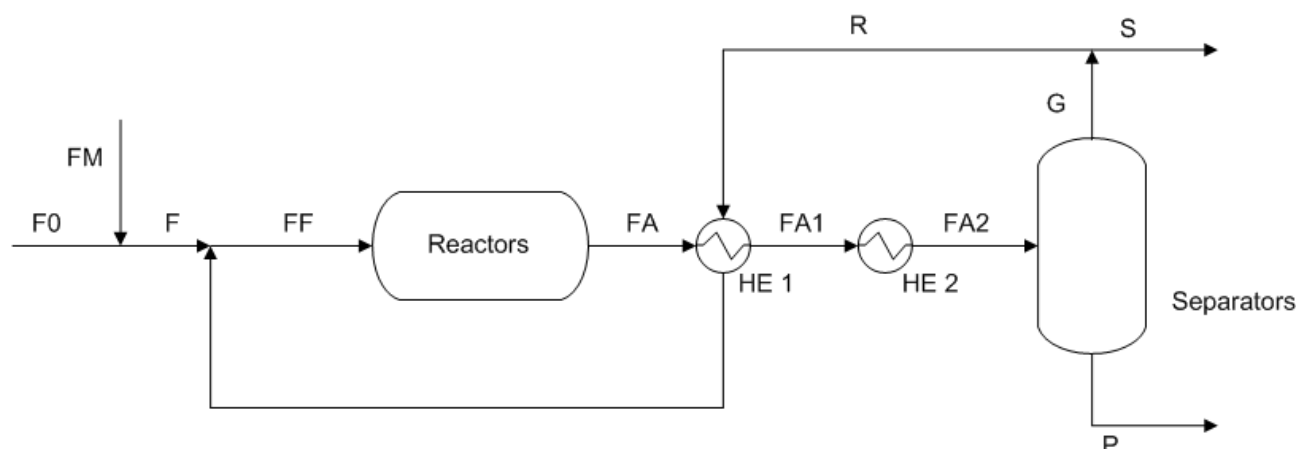 R
S
G
FM
F0
F
FF
Reactors
FA
FA1
FA2
HE 1
HE 2
Separators
P